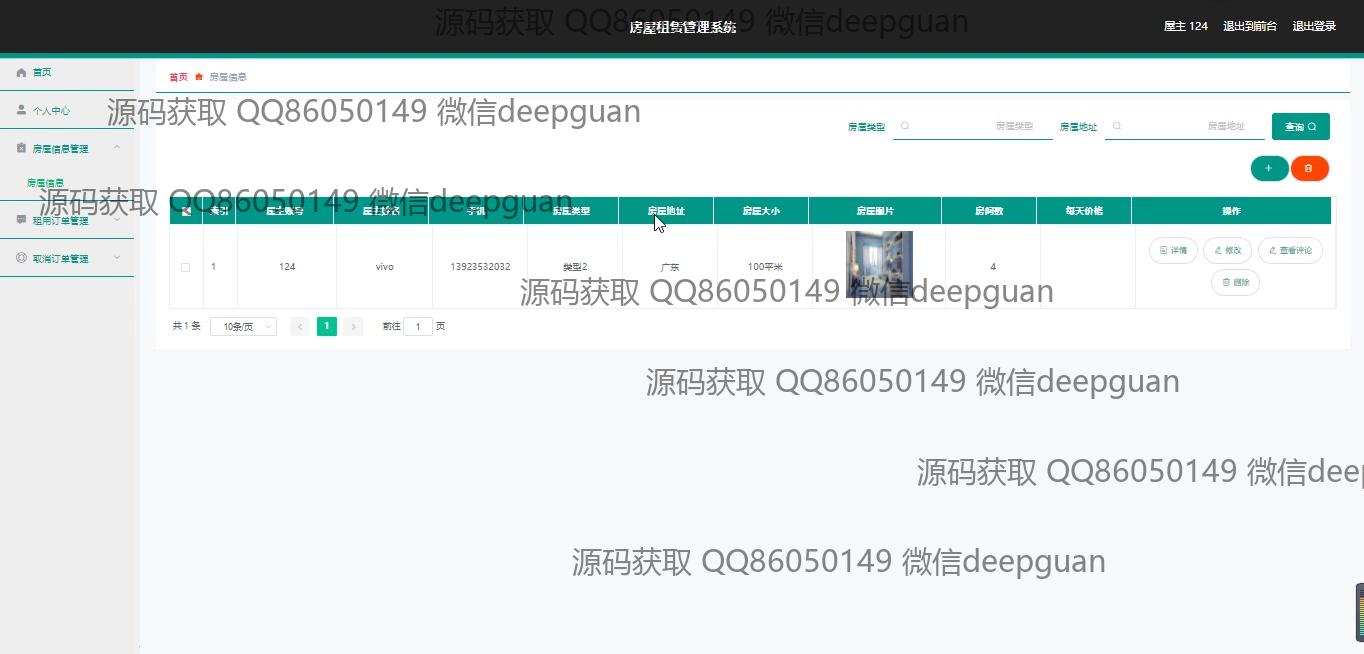 源码获取 QQ86050149 微信deepguan
房屋租赁管理系统
屋主 124 退出到前台 退出登录
首页
首页 房屋信息
个人中心
源码获取 QQ86050149 微信deepguan
房屋类型 房屋类型 房屋地址 房屋地址 查询
房屋信息管理
房屋信息
源码获取 QQ86050149 微信deepguan
索引 屋主账号 屋主姓名 手机 房屋类型 房屋地址 房屋大小 房屋图片 房间数 每天价格 操作
租用订单管理
取消订单管理
1 124 vivo 13923532032 类型2 广东 100平米 4
详情 修改 查看评论
删除
源码获取 QQ86050149 微信deepguan
共 1 条 10条/页 1 前往 1 页
源码获取 QQ86050149 微信deepguan
源码获取 QQ86050149 微信deep
源码获取 QQ86050149 微信deepguan